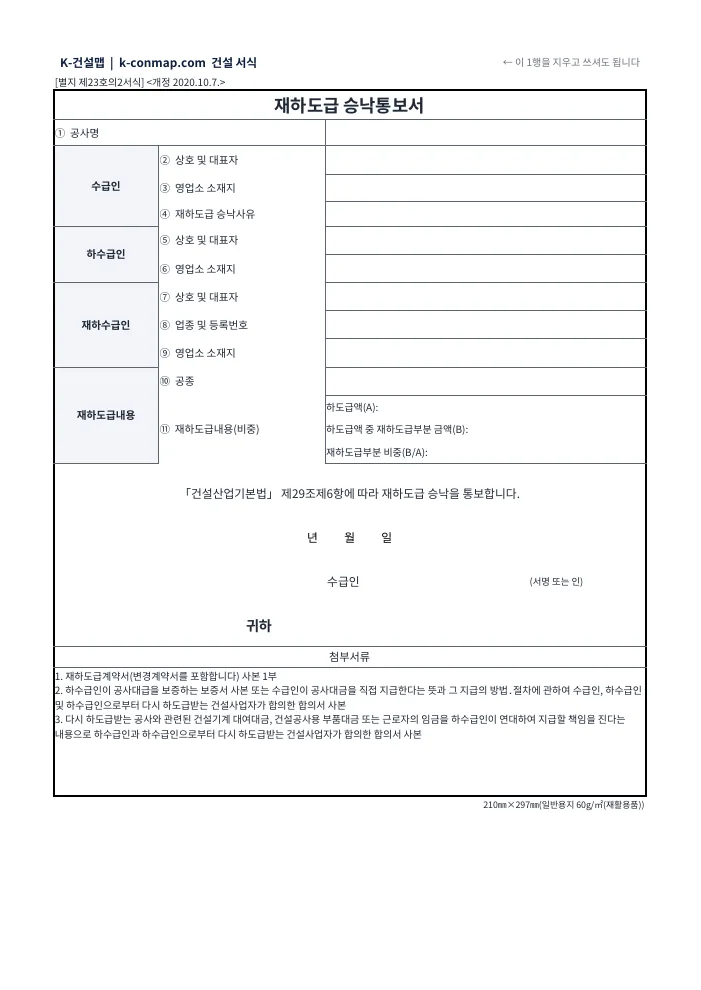 K-건설맵 | k-conmap.com 건설 서식
← 이 1행을 지우고 쓰셔도 됩니다
[별지 제23호의2서식] <개정 2020.10.7.>
재하도급 승낙통보서
① 공사명
수급인
② 상호 및 대표자
③ 영업소 소재지
④ 재하도급 승낙사유
하수급인
⑤ 상호 및 대표자
⑥ 영업소 소재지
재하수급인
⑦ 상호 및 대표자
⑧ 업종 및 등록번호
⑨ 영업소 소재지
재하도급내용
⑩ 공종
⑪ 재하도급내용(비중)
하도급액(A):
하도급액 중 재하도급부분 금액(B):
재하도급부분 비중(B/A):
「건설산업기본법」 제29조제6항에 따라 재하도급 승낙을 통보합니다.
년 월 일
수급인 (서명 또는 인)
귀하
첨부서류
1. 재하도급계약서(변경계약서를 포함합니다) 사본 1부
2. 하수급인이 공사대급을 보증하는 보증서 사본 또는 수급인이 공사대금을 직접 지급한다는 뜻과 그 지급의 방법․절차에 관하여 수급인, 하수급인
및 하수급인으로부터 다시 하도급받는 건설사업자가 합의한 합의서 사본
3. 다시 하도급받는 공사와 관련된 건설기계 대여대금, 건설공사용 부품대금 또는 근로자의 임금을 하수급인이 연대하여 지급할 책임을 진다는
내용으로 하수급인과 하수급인으로부터 다시 하도급받는 건설사업자가 합의한 합의서 사본
210㎜×297㎜(일반용지 60g/㎡(재활용품))